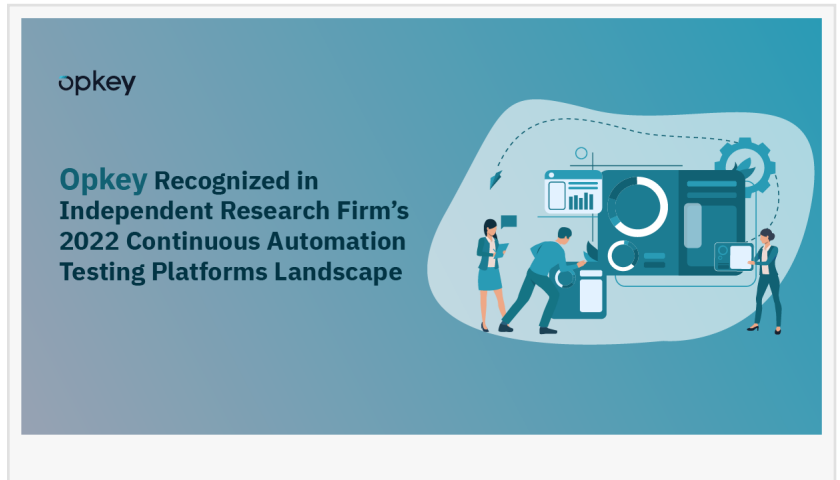 opkey
Opkey Recognized in
Independent Research Firm’s
2022 Continuous Automation
Testing Platforms Landscape